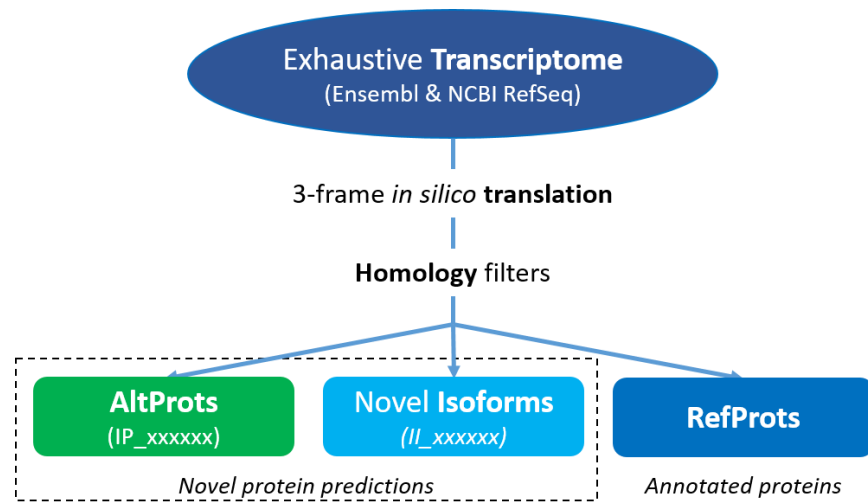 Exhaustive Transcriptome
(Ensembl & NCBI RefSeq)
3-frame in silico translation
Homology filters
AltProts
(IP_xxxxxx)
Novel Isoforms
(II_xxxxxx)
RefProts
Novel protein predictions
Annotated proteins